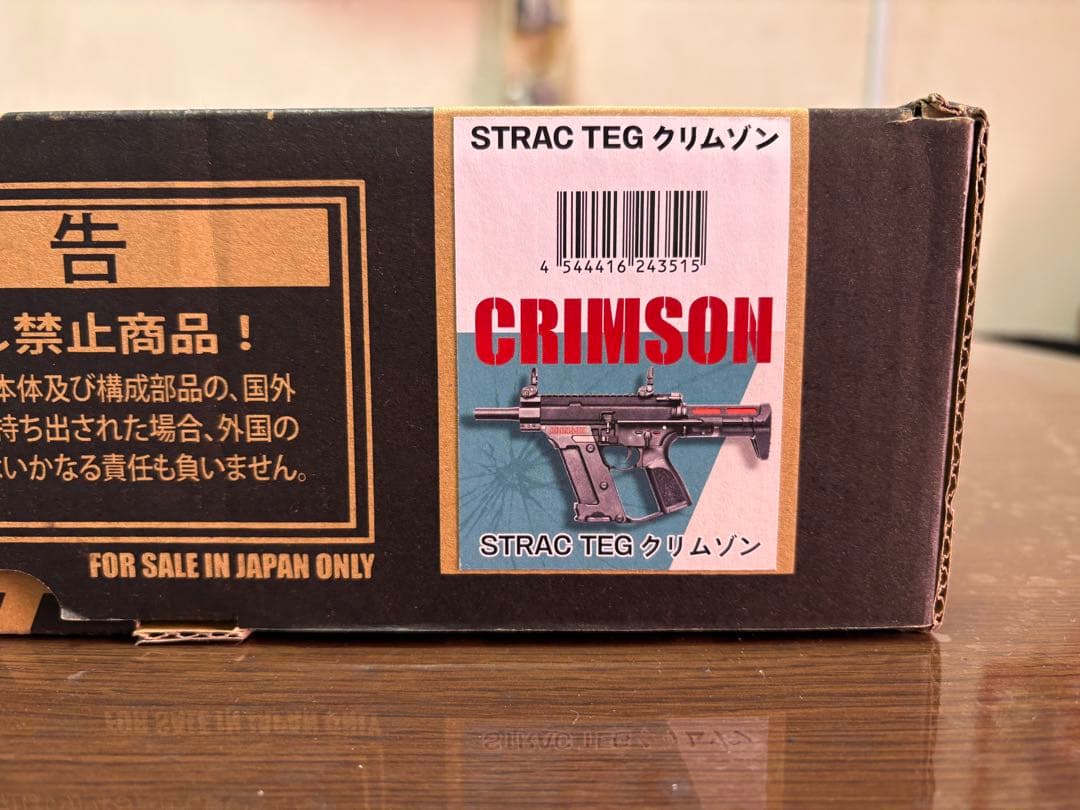 告
し禁止商品！
本体及び構成部品の、国外
持ち出された場合、外国の
はいかなる責任も負いません。
FOR SALE IN JAPAN ONLY
STRAC TEG クリムゾン
4 544416 243515
CRIMSON
STRAC TEG クリムゾン